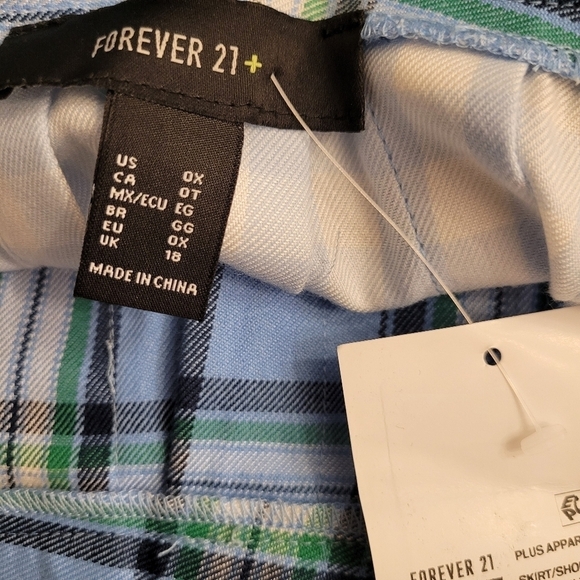 FOREVER 21+
US 0X
CA 0T
MX/ECU EG
BR GG
EU 0X
UK 18
MADE IN CHINA
FOREVER 21
PLUS APPAR
SKIRT/SHO